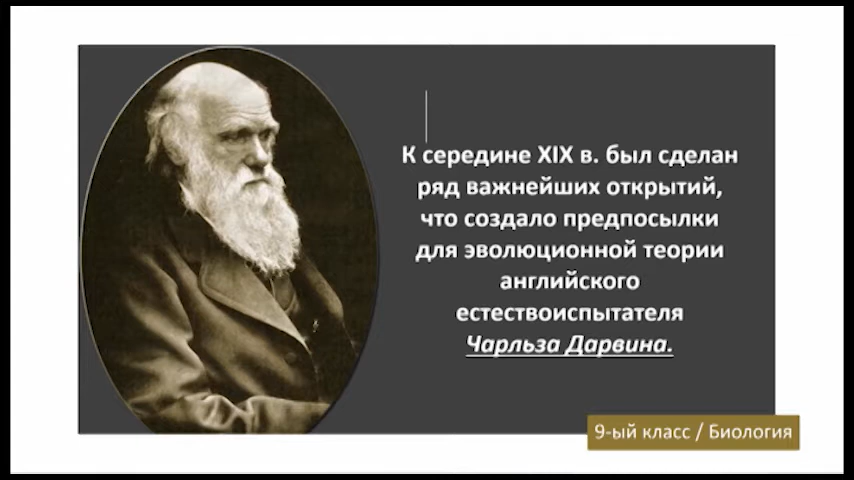 К середине XIX в. был сделан
ряд важнейших открытий,
что создало предпосылки
для эволюционной теории
английского
естествоиспытателя
Чарльза Дарвина.
9-ый класс / Биология